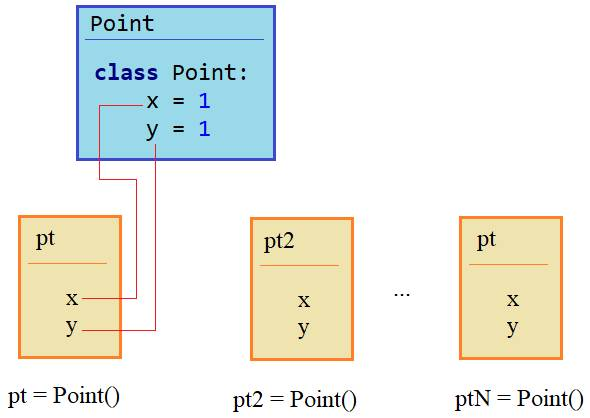 Point
class Point:
x = 1
y = 1
pt
x
y
pt = Point()
pt2
x
y
pt2 = Point()
...
pt
x
y
ptN = Point()